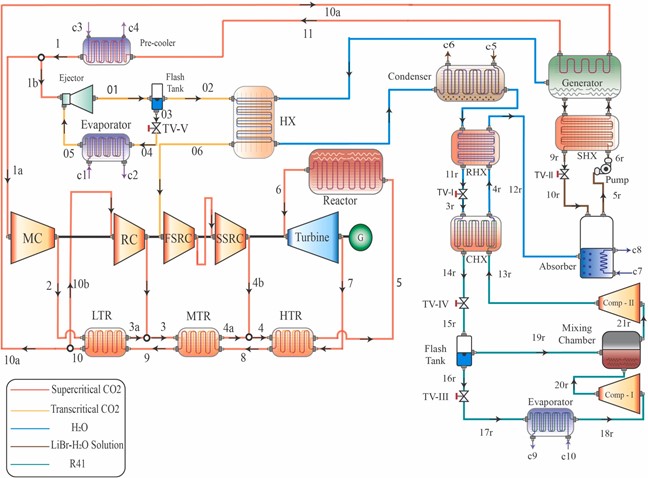 10a
11
c3
c4
1
Pre-cooler
1b
Ejector
01
Flash
Tank
02
03
TV-V
HX
Evaporator
05
04
06
c1
c2
1a
6
Reactor
MC
RC
FSRC
SSRC
Turbine
G
2
10b
4b
7
5
LTR
3a
3
MTR
4a
4
HTR
10a
10
9
8
Supercritical CO2
Transcritical CO2
H₂O
LiBr-H₂O Solution
R41
c6
c5
Condenser
Generator
RHX
SHX
9r
6r
TV-II
Pump
11r
12r
TV-I
4r
10r
5r
3r
CHX
c8
Absorber
c7
14r
13r
TV-IV
Comp - II
15r
21r
Mixing
Chamber
Flash
Tank
19r
16r
20r
TV-III
Comp - I
Evaporator
17r
18r
c9
c10